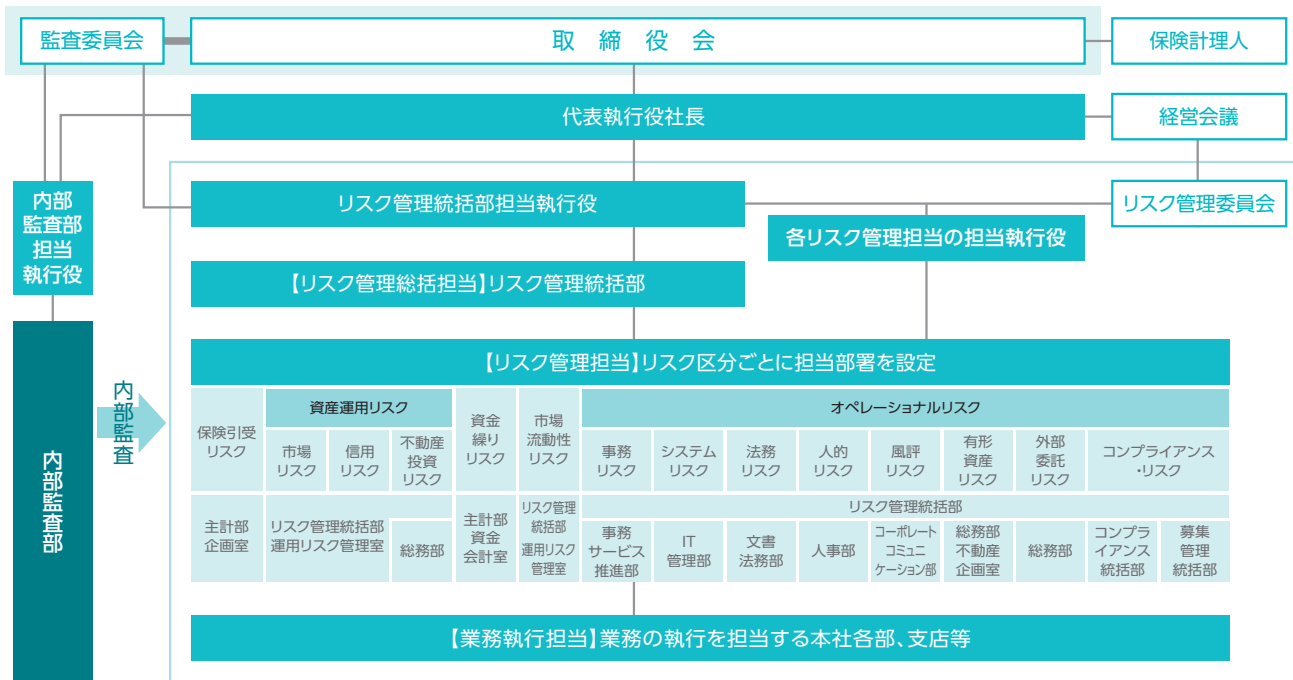 監査委員会
取締役会
保険計理人
代表執行役社長
経営会議
内部
監査部
担当
執行役
リスク管理統括部担当執行役
リスク管理委員会
各リスク管理担当の担当執行役
【リスク管理総括担当】リスク管理統括部
内部監査部
内部監査
【リスク管理担当】リスク区分ごとに担当部署を設定
保険引受
リスク
資産運用リスク
市場
リスク
信用
リスク
不動産
投資
リスク
資金
繰り
リスク
市場
流動性
リスク
オペレーショナルリスク
事務
リスク
システム
リスク
法務
リスク
人的
リスク
風評
リスク
有形
資産
リスク
外部
委託
リスク
コンプライアンス
・リスク
主計部
企画室
リスク管理統括部
運用リスク管理室
総務部
主計部
資金
会計室
リスク管理
統括部
運用リスク
管理室
リスク管理統括部
事務
サービス
推進部
IT
管理部
文書
法務部
人事部
コーポレート
コミュニ
ケーション部
総務部
不動産
企画室
総務部
コンプラ
イアンス
統括部
募集
管理
統括部
【業務執行担当】業務の執行を担当する本社各部、支店等